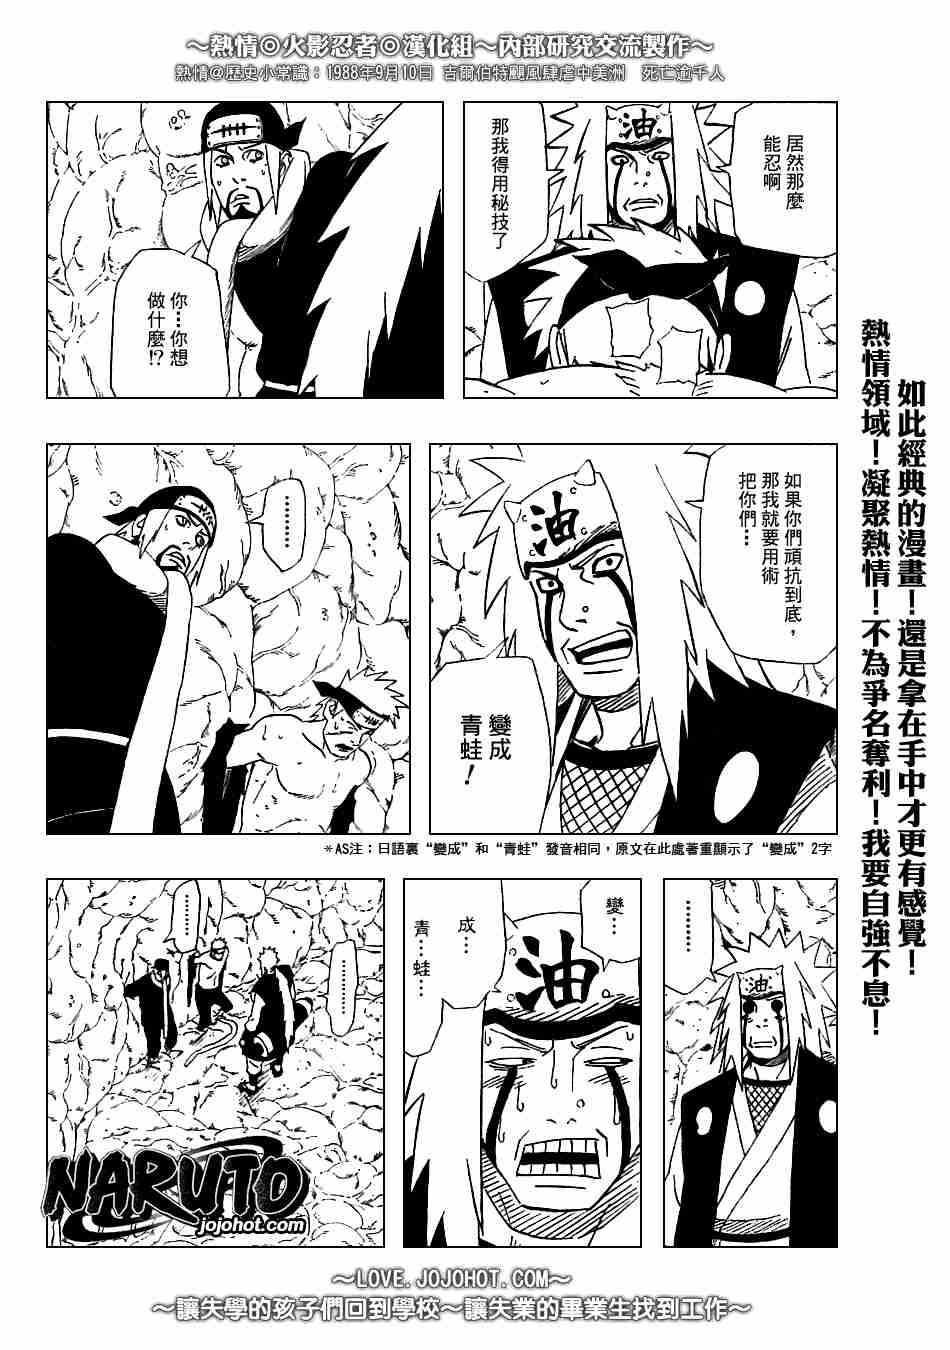 ～熱情◎火影忍者◎漢化組～內部研究交流製作～
熱情@歷史小常識：1988年9月10日 吉爾伯特颶風肆虐中美洲 死亡逾千人
居然那麼
能忍啊
油
那我得用秘技了
你…你想
做什麼!?
如果你們頑抗到底，
那我就要用術
把你們…
油
變成
青蛙！
………
＊AS注：日語裏“變成”和“青蛙”發音相同，原文在此處著重顯示了“變成”2字
………
油
變…
成…
青…蛙…
油
………
………
………
NARUTO
jojohot.com
如此經典的漫畫！還是拿在手中才更有感覺！
熱情領域！凝聚熱情！不為爭名奪利！我要自強不息！
～LOVE.JOJOHOT.COM～
～讓失學的孩子們回到學校～讓失業的畢業生找到工作～